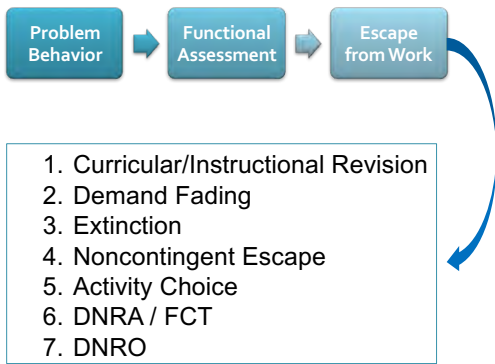 Problem
Behavior
Functional
Assessment
Escape
from Work
1. Curricular/Instructional Revision
2. Demand Fading
3. Extinction
4. Noncontingent Escape
5. Activity Choice
6. DNRA / FCT
7. DNRO